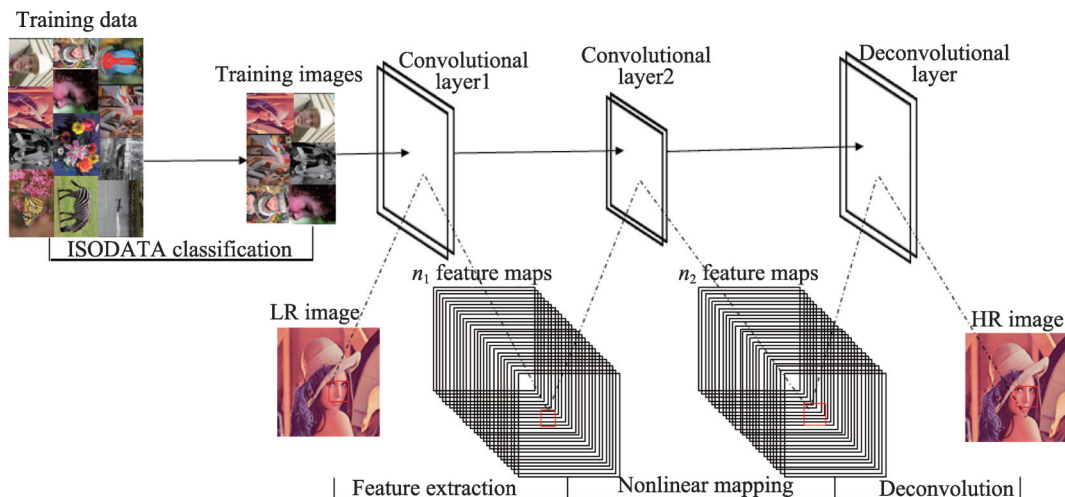 Training data
Training images
Convolutional
layer1
Convolutional
layer2
Deconvolutional
layer
ISODATA classification
n₁ feature maps
n₂ feature maps
LR image
HR image
Feature extraction
Nonlinear mapping
Deconvolution